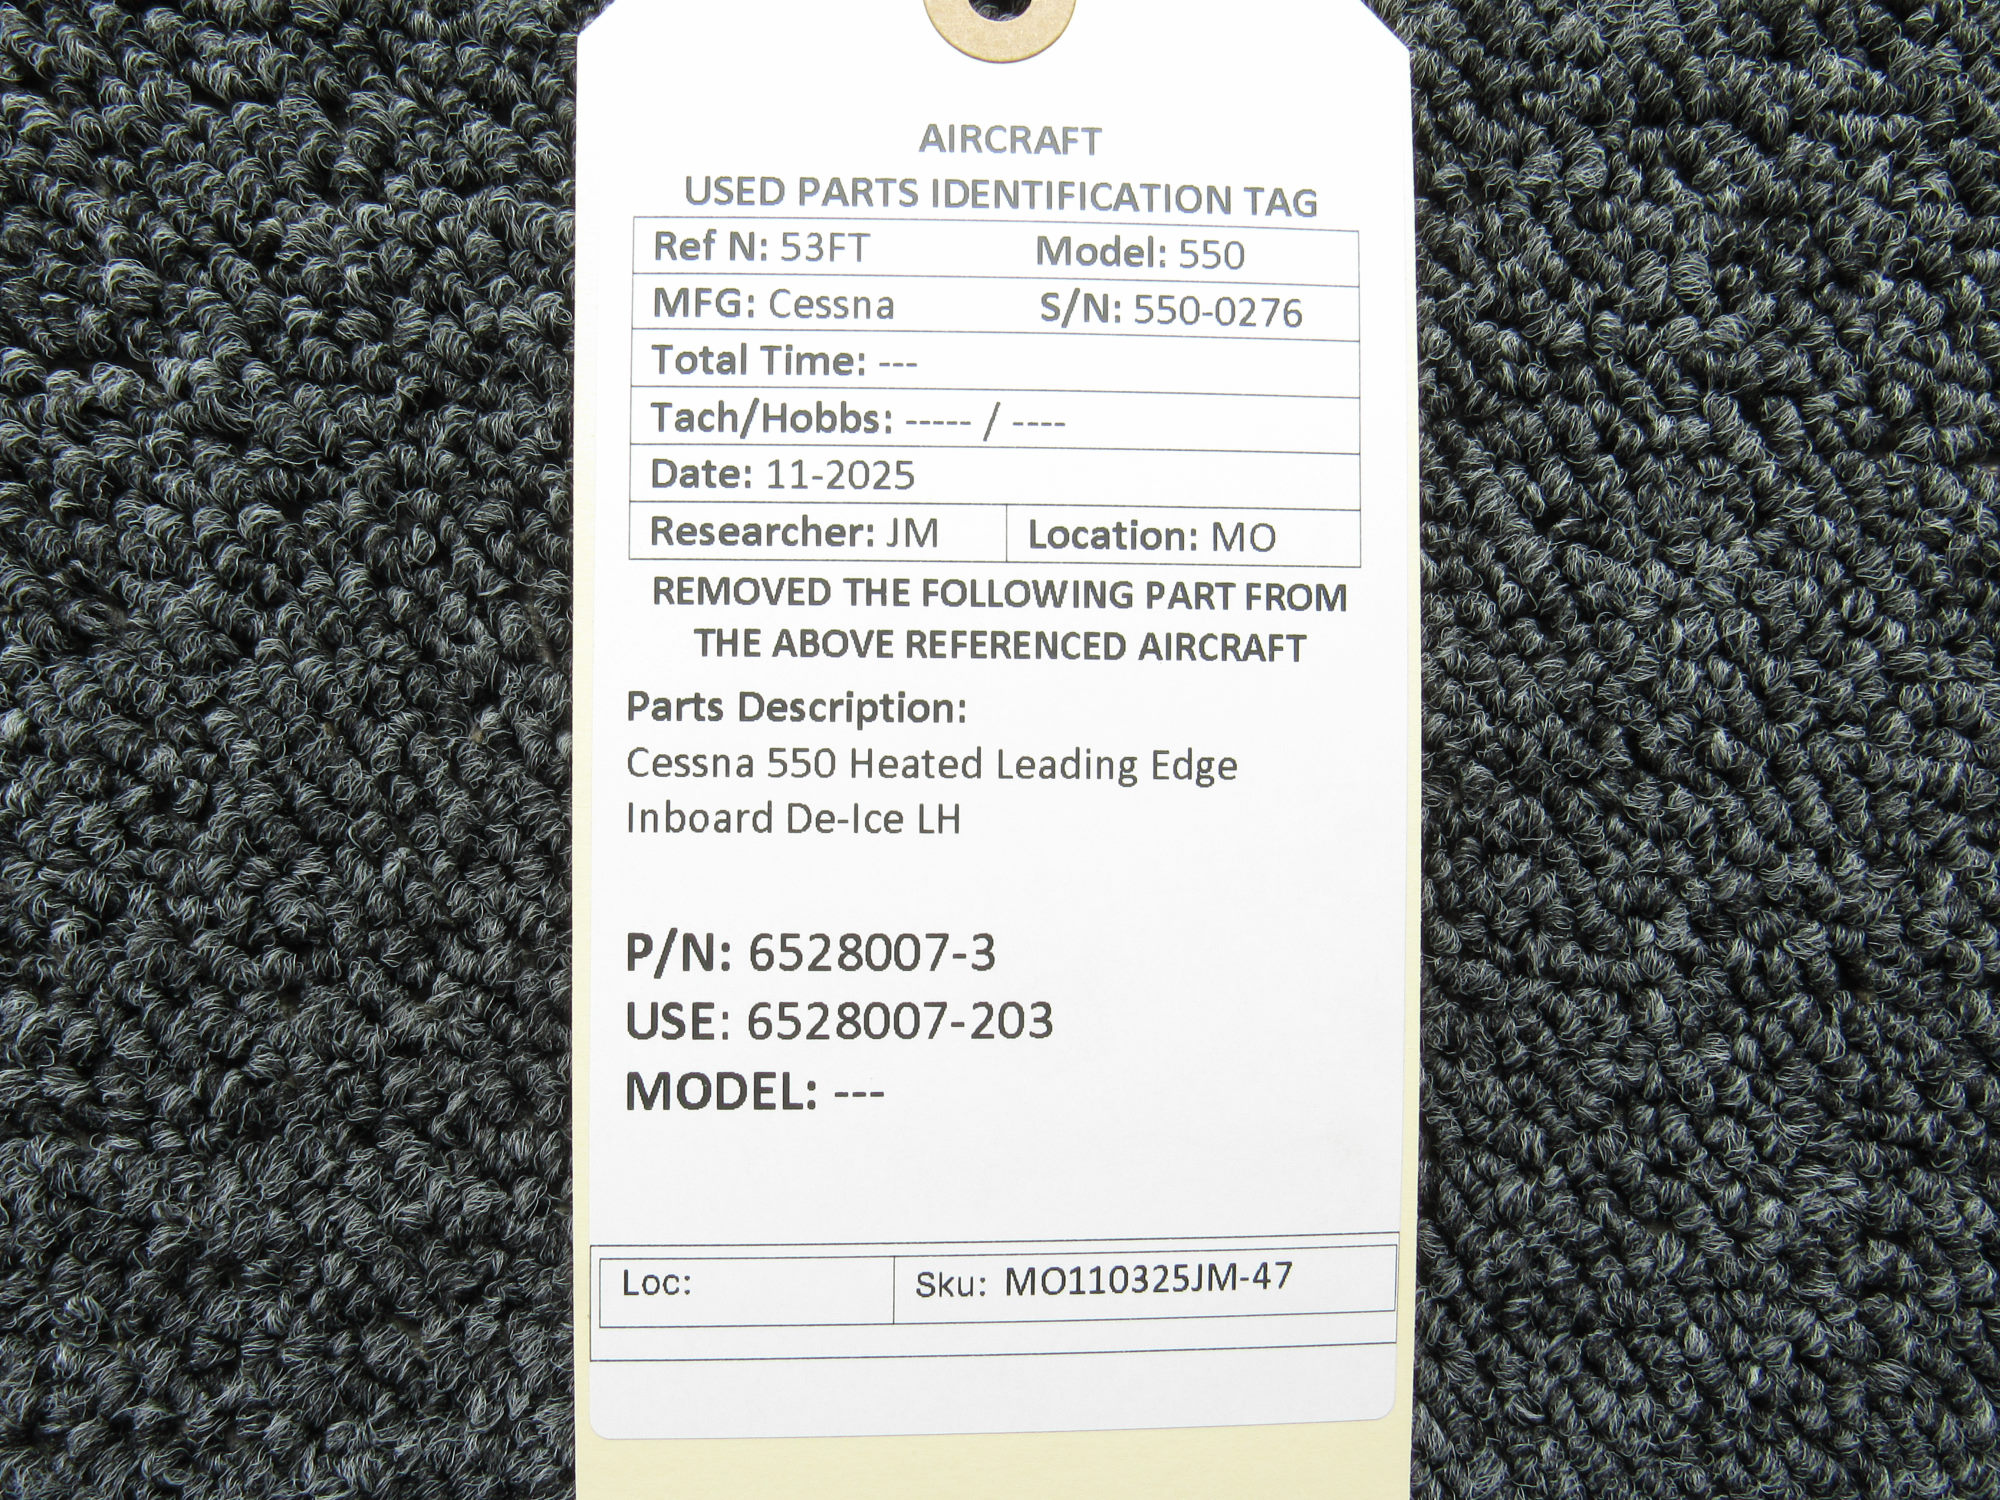 AIRCRAFT
USED PARTS IDENTIFICATION TAG
Ref N: 53FT Model: 550
MFG: Cessna S/N: 550-0276
Total Time: ---
Tach/Hobbs: ----- / ----
Date: 11-2025
Researcher: JM Location: MO
REMOVED THE FOLLOWING PART FROM
THE ABOVE REFERENCED AIRCRAFT
Parts Description:
Cessna 550 Heated Leading Edge
Inboard De-Ice LH
P/N: 6528007-3
USE: 6528007-203
MODEL: ---
Loc: Sku: MO110325JM-47